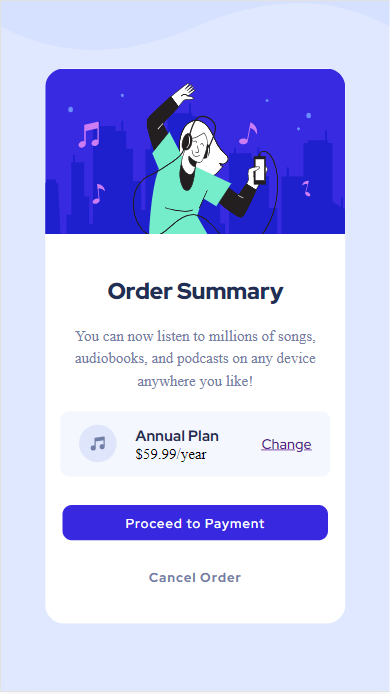 Order Summary
You can now listen to millions of songs,
audiobooks, and podcasts on any device
anywhere you like!
Annual Plan
$59.99/year
Change
Proceed to Payment
Cancel Order